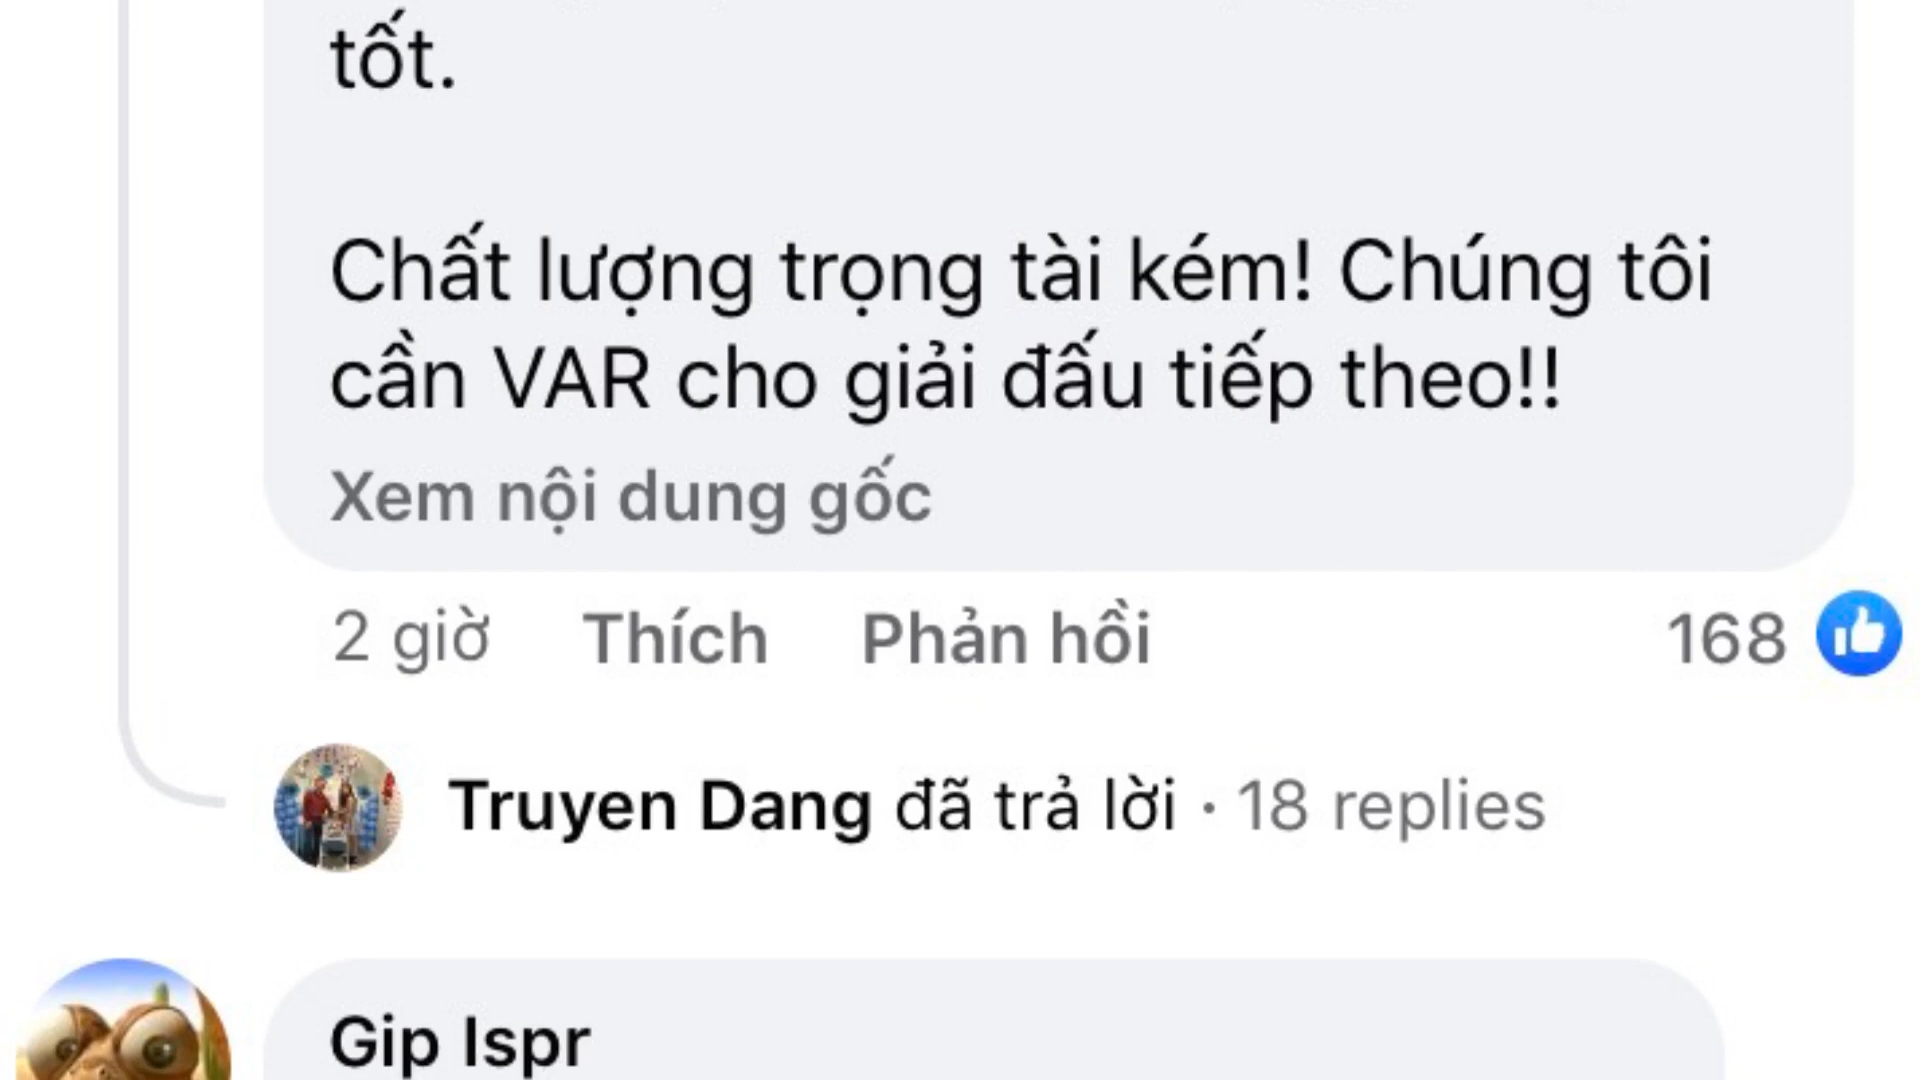 tốt.
Chất lượng trọng tài kém! Chúng tôi
cần VAR cho giải đấu tiếp theo!!
Xem nội dung gốc
2 giờ Thích Phản hồi 168
Truyen Dang đã trả lời · 18 replies
Gip Ispr